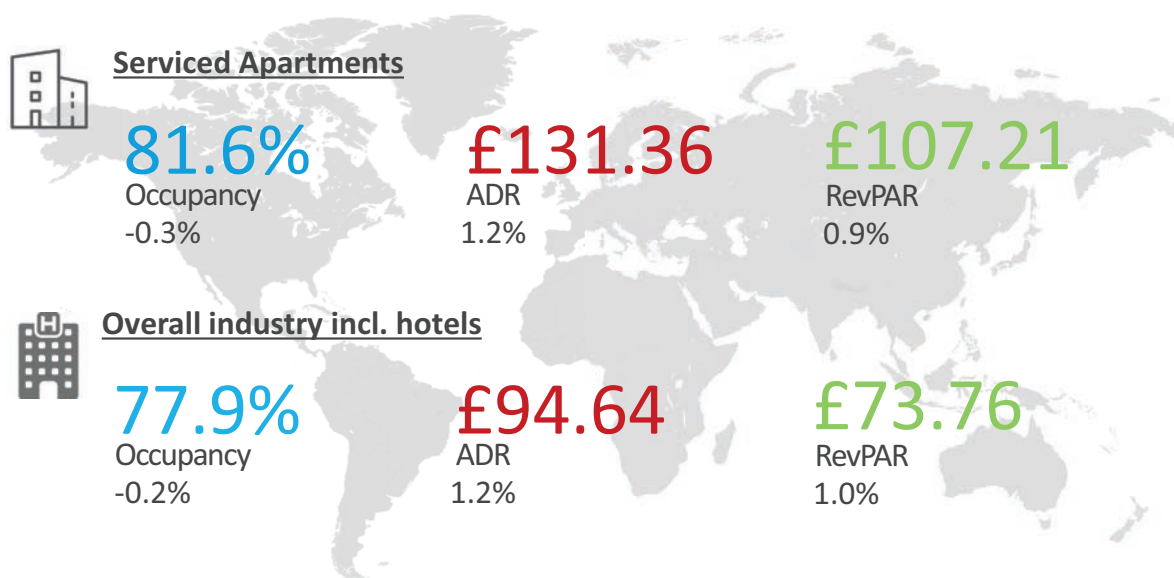 Serviced Apartments
81.6% £131.36 £107.21
Occupancy ADR RevPAR
-0.3% 1.2% 0.9%
H
Overall industry incl. hotels
77.9% £94.64 £73.76
Occupancy ADR RevPAR
-0.2% 1.2% 1.0%